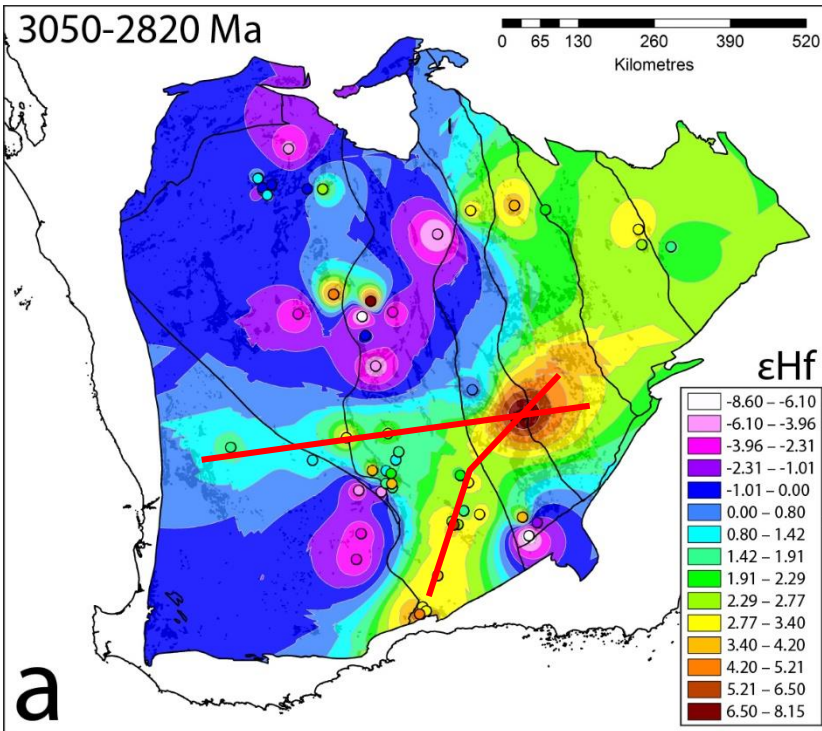 3050-2820 Ma
0 65 130 260 390 520
Kilometres
εHf
-8.60 – -6.10
-6.10 – -3.96
-3.96 – -2.31
-2.31 – -1.01
-1.01 – 0.00
0.00 – 0.80
0.80 – 1.42
1.42 – 1.91
1.91 – 2.29
2.29 – 2.77
2.77 – 3.40
3.40 – 4.20
4.20 – 5.21
5.21 – 6.50
6.50 – 8.15
a